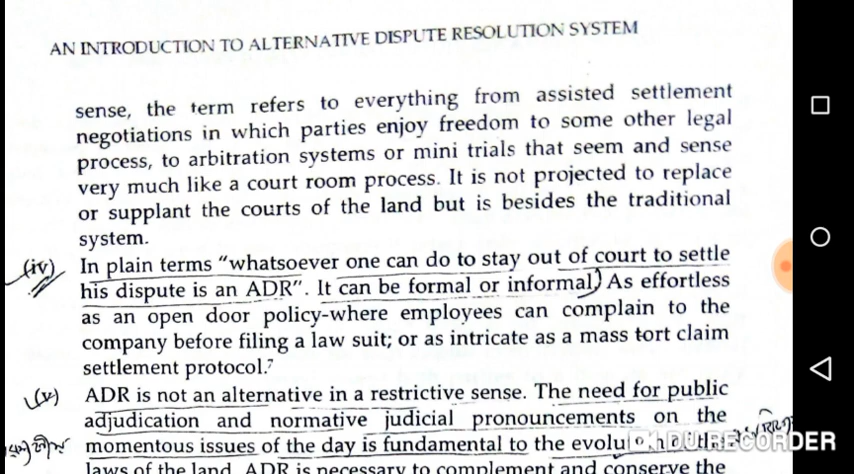 AN INTRODUCTION TO ALTERNATIVE DISPUTE RESOLUTION SYSTEM
sense, the term refers to everything from assisted settlement
negotiations in which parties enjoy freedom to some other legal
process, to arbitration systems or mini trials that seem and sense
very much like a court room process. It is not projected to replace
or supplant the courts of the land but is besides the traditional
system.
(iv) In plain terms "whatsoever one can do to stay out of court to settle
his dispute is an ADR". It can be formal or informal) As effortless
as an open door policy-where employees can complain to the
company before filing a law suit; or as intricate as a mass tort claim
settlement protocol.7
(v) ADR is not an alternative in a restrictive sense. The need for public
adjudication and normative judicial pronouncements on the
momentous issues of the day is fundamental to the
DU RECORDER
laws of the land. ADR is necessary to complement and conserve the